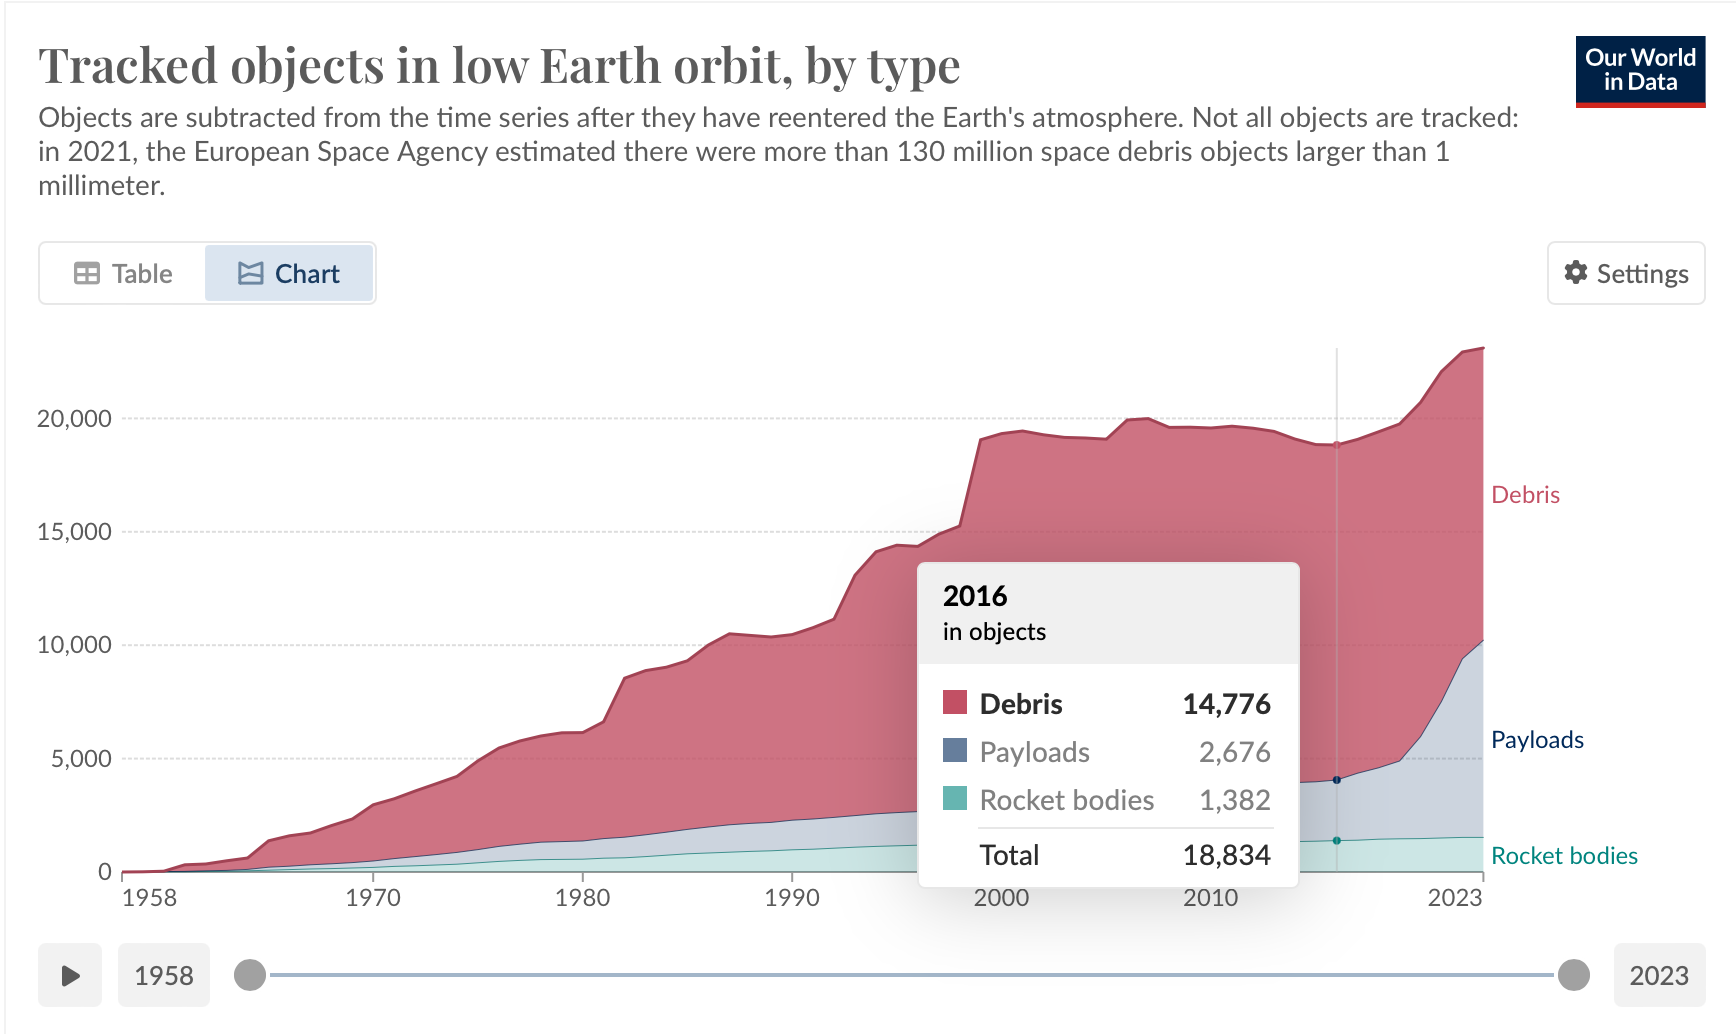 Tracked objects in low Earth orbit, by type
Our World
in Data
Objects are subtracted from the time series after they have reentered the Earth's atmosphere. Not all objects are tracked:
in 2021, the European Space Agency estimated there were more than 130 million space debris objects larger than 1
millimeter.
Table
Chart
Settings
20,000
15,000
10,000
5,000
0
Debris
Payloads
Rocket bodies
2016
in objects
Debris 14,776
Payloads 2,676
Rocket bodies 1,382
Total 18,834
1958 1970 1980 1990 2000 2010 2023
1958
2023